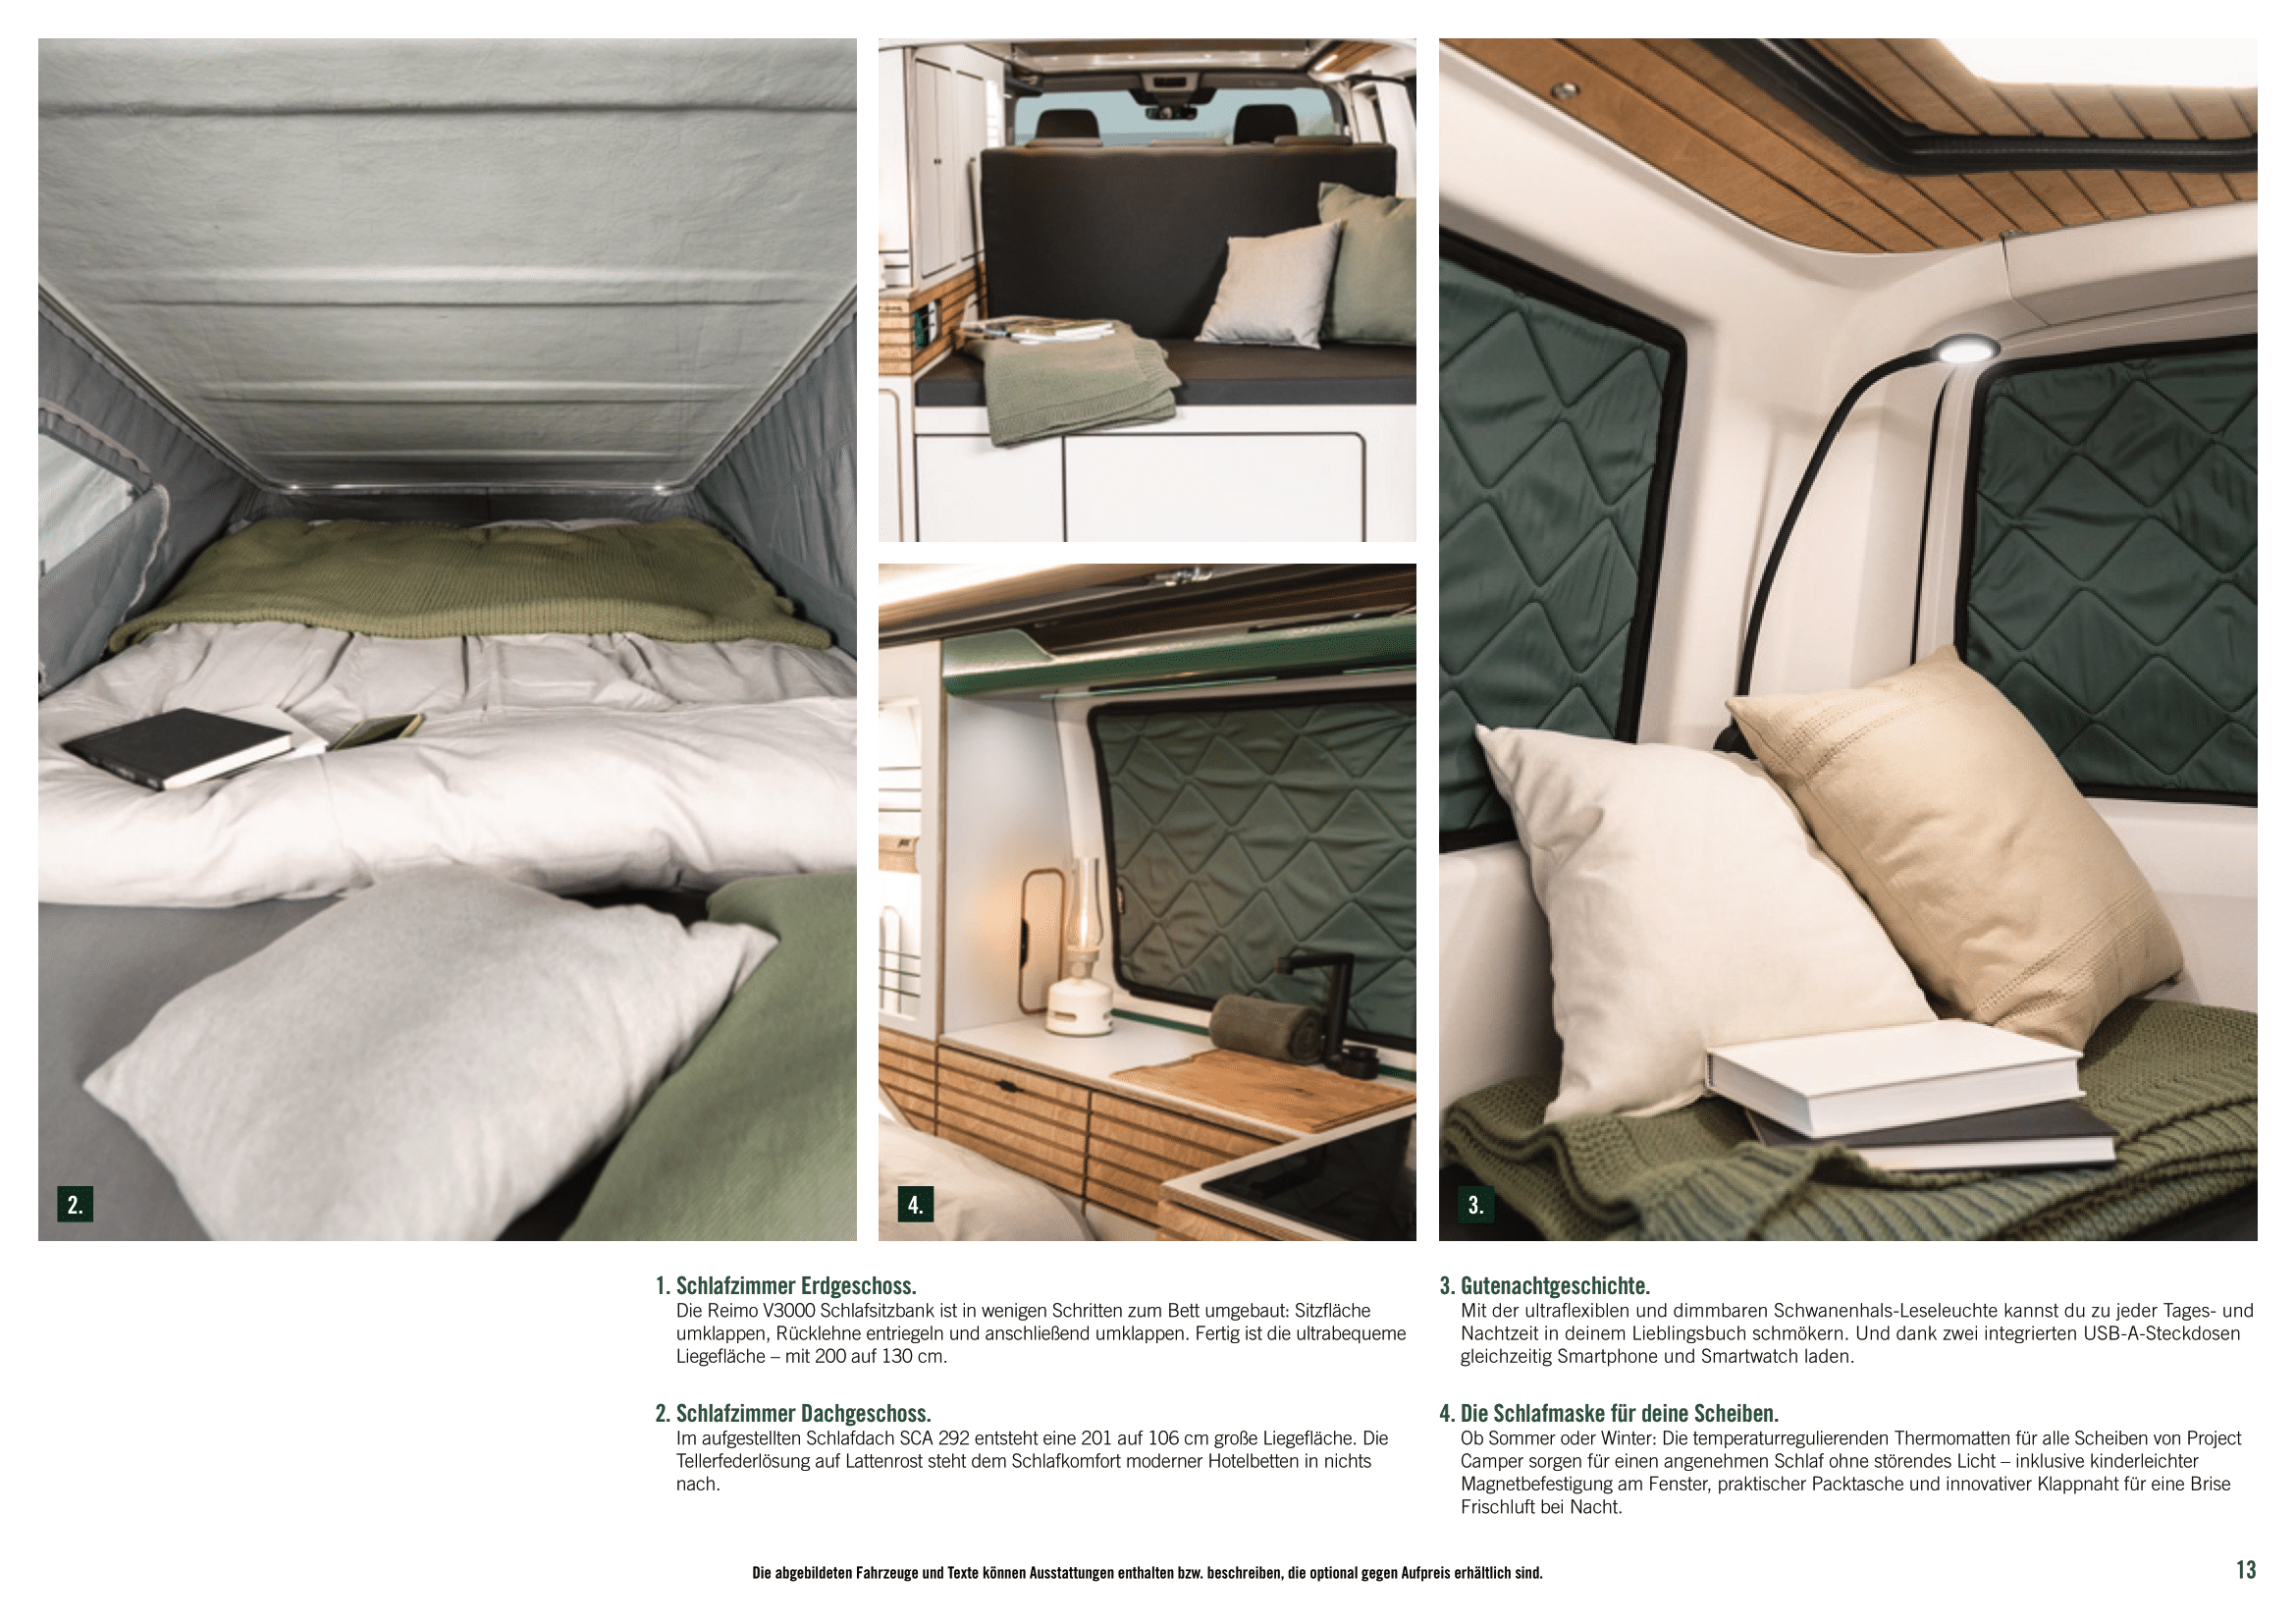 2.
4.
3.
1. Schlafzimmer Erdgeschoss.
Die Reimo V3000 Schlafsitzbank ist in wenigen Schritten zum Bett umgebaut: Sitzfläche
umklappen, Rücklehne entriegeln und anschließend umklappen. Fertig ist die ultrabequeme
Liegefläche – mit 200 auf 130 cm.
2. Schlafzimmer Dachgeschoss.
Im aufgestellten Schlafdach SCA 292 entsteht eine 201 auf 106 cm große Liegefläche. Die
Tellerfederlösung auf Lattenrost steht dem Schlafkomfort moderner Hotelbetten in nichts
nach.
3. Gutenachtgeschichte.
Mit der ultraflexiblen und dimmbaren Schwanenhals-Leseleuchte kannst du zu jeder Tages- und
Nachtzeit in deinem Lieblingsbuch schmökern. Und dank zwei integrierten USB-A-Steckdosen
gleichzeitig Smartphone und Smartwatch laden.
4. Die Schlafmaske für deine Scheiben.
Ob Sommer oder Winter: Die temperaturregulierenden Thermomatten für alle Scheiben von Project
Camper sorgen für einen angenehmen Schlaf ohne störendes Licht – inklusive kinderleichter
Magnetbefestigung am Fenster, praktischer Packtasche und innovativer Klappnaht für eine Brise
Frischluft bei Nacht.
Die abgebildeten Fahrzeuge und Texte können Ausstattungen enthalten bzw. beschreiben, die optional gegen Aufpreis erhältlich sind.
13